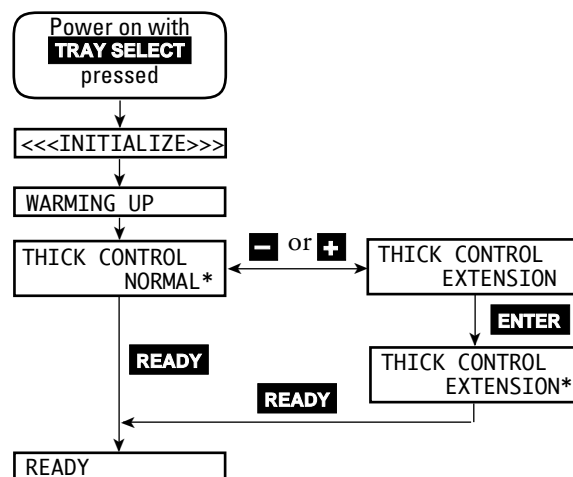 Power on with
TRAY SELECT
pressed
<<<INITIALIZE>>>
WARMING UP
THICK CONTROL
NORMAL*
- or +
THICK CONTROL
EXTENSION
ENTER
READY
THICK CONTROL
EXTENSION*
READY
READY